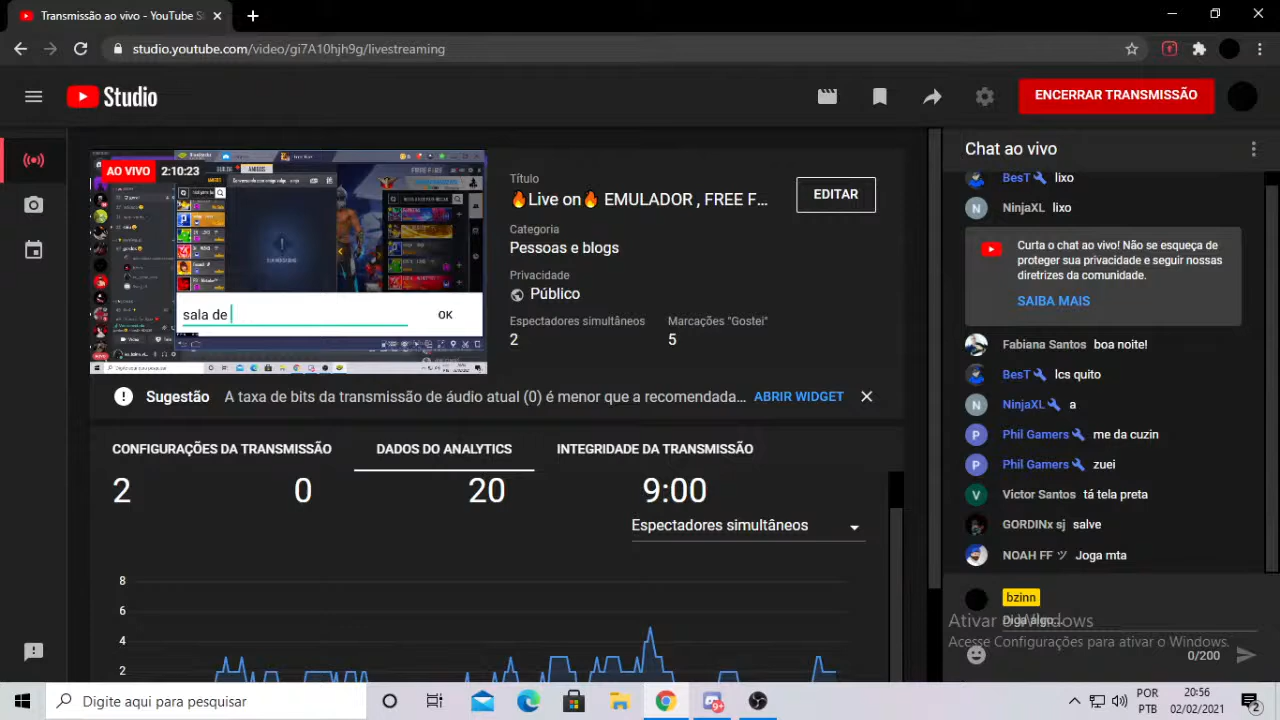 Transmissão ao vivo - YouTube S
studio.youtube.com/video/gi7A10hjh9g/livestreaming
Studio
ENCERRAR TRANSMISSÃO
AO VIVO
2:10:23
AMIGOS
sala de
OK
Título
🔥Live on🔥 EMULADOR , FREE F...
EDITAR
Categoria
Pessoas e blogs
Privacidade
Público
Espectadores simultâneos
Marcações "Gostei"
2
5
Sugestão
A taxa de bits da transmissão de áudio atual (0) é menor que a recomendada...
ABRIR WIDGET
CONFIGURAÇÕES DA TRANSMISSÃO
DADOS DO ANALYTICS
INTEGRIDADE DA TRANSMISSÃO
2
0
20
9:00
Espectadores simultâneos
8
6
4
2
Chat ao vivo
BesT lixo
N NinjaXL lixo
Curta o chat ao vivo! Não se esqueça de
proteger sua privacidade e seguir nossas
diretrizes da comunidade.
SAIBA MAIS
Fabiana Santos boa noite!
BesT lcs quito
N NinjaXL a
P Phil Gamers me da cuzin
P Phil Gamers zuei
V Victor Santos tá tela preta
GORDINx sj salve
NOAH FF ツ Joga mta
bzinn
Diga algo...
Ativar o Windows
Acesse Configurações para ativar o Windows.
0/200
Digite aqui para pesquisar
9+
POR
PTB
20:56
02/02/2021
2